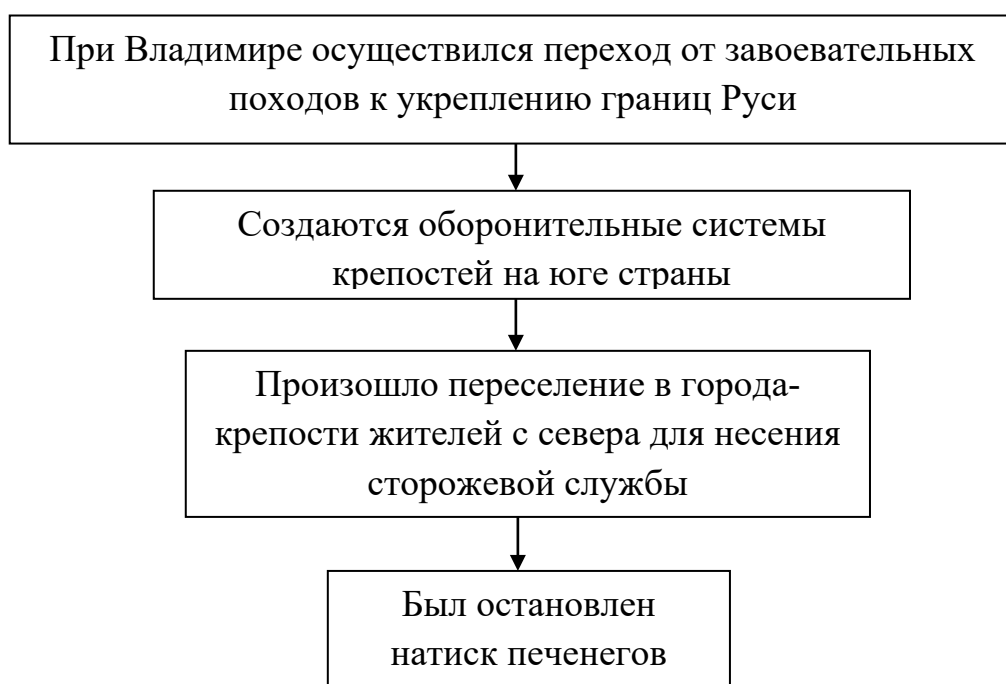 При Владимире осуществился переход от завоевательных
походов к укреплению границ Руси
Создаются оборонительные системы
крепостей на юге страны
Произошло переселение в города-
крепости жителей с севера для несения
сторожевой службы
Был остановлен
натиск печенегов